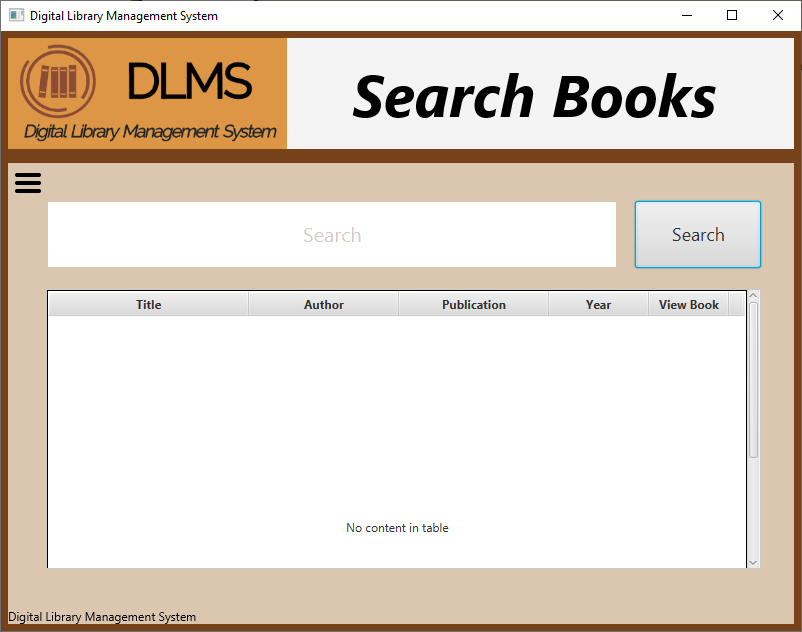 Digital Library Management System
DLMS
Digital Library Management System
Search Books
Search
Search
Title Author Publication Year View Book
No content in table
Digital Library Management System